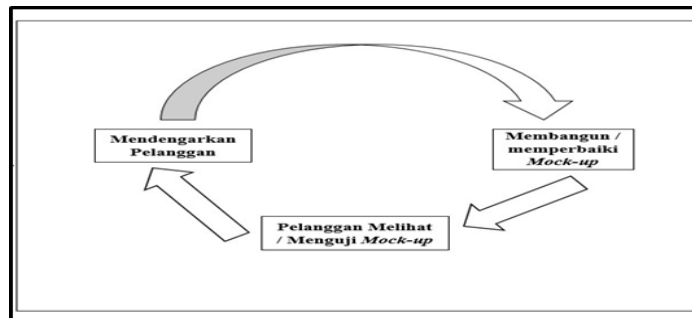 Mendengarkan
Pelanggan
Membangun /
memperbaiki
Mock-up
Pelanggan Melihat
/ Menguji Mock-up